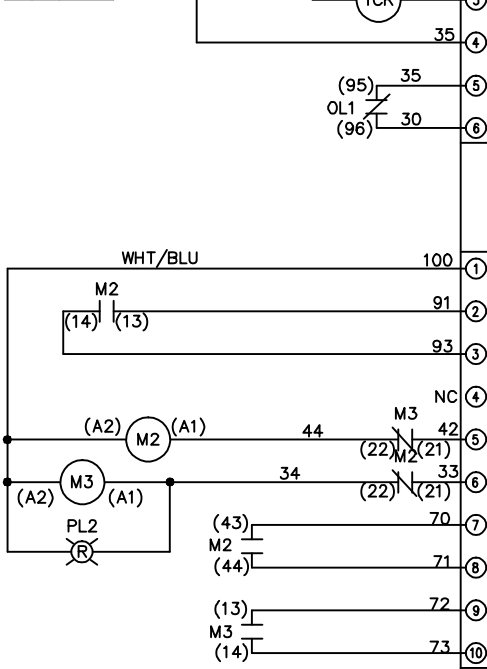 TCR 3
35 4
(95) 35 5
OL1
(96) 30 6
WHT/BLU 100 1
M2
91 2
(14) (13)
93 3
NC 4
M3
(A2) M2 (A1) 44 42 5
(22) (21)
M2
M3 34 33 6
(A2) (A1) (22) (21)
PL2
R
(43) 70 7
M2
(44) 71 8
(13) 72 9
M3
(14) 73 10